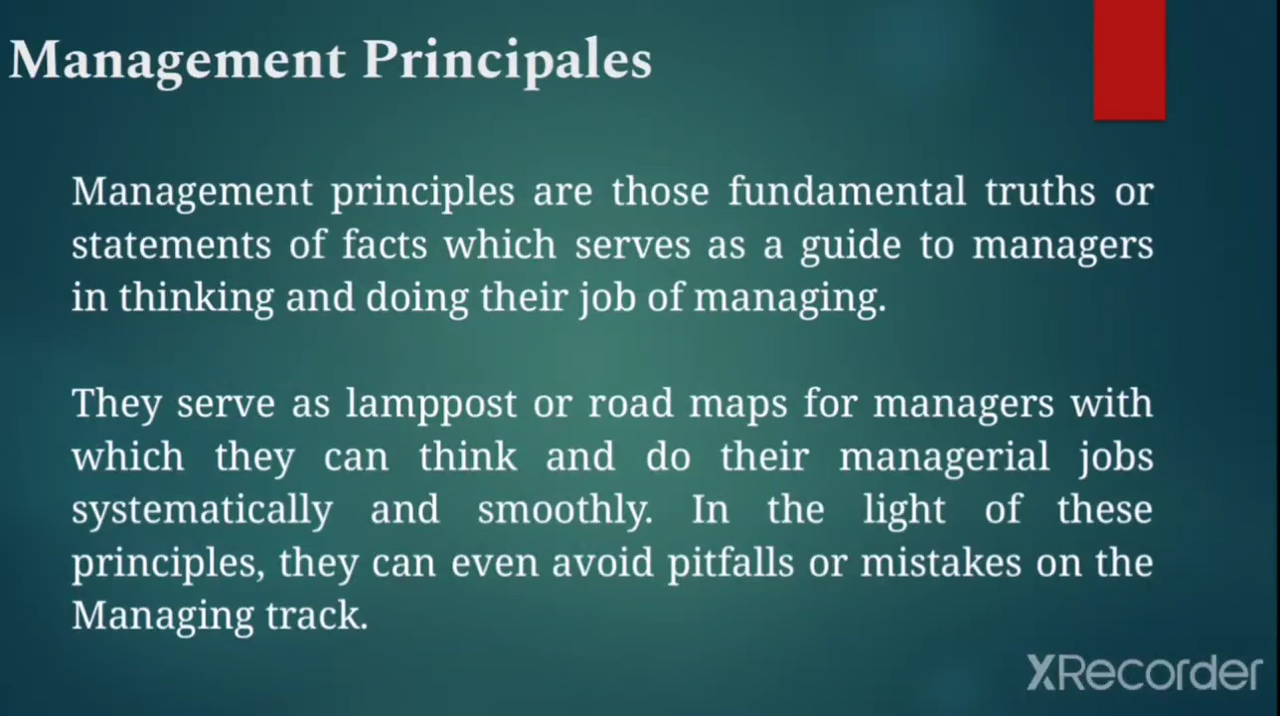 Management Principales
Management principles are those fundamental truths or
statements of facts which serves as a guide to managers
in thinking and doing their job of managing.
They serve as lamppost or road maps for managers with
which they can think and do their managerial jobs
systematically and smoothly. In the light of these
principles, they can even avoid pitfalls or mistakes on the
Managing track.
XRecorder